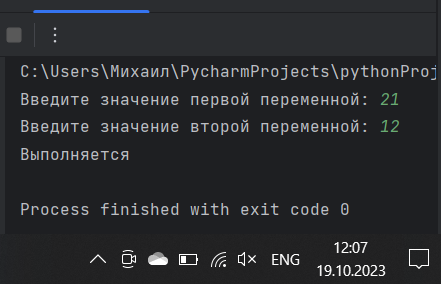 C:\Users\Михаил\PycharmProjects\pythonProj
Введите значение первой переменной: 21
Введите значение второй переменной: 12
Выполняется
Process finished with exit code 0
ENG
12:07
19.10.2023